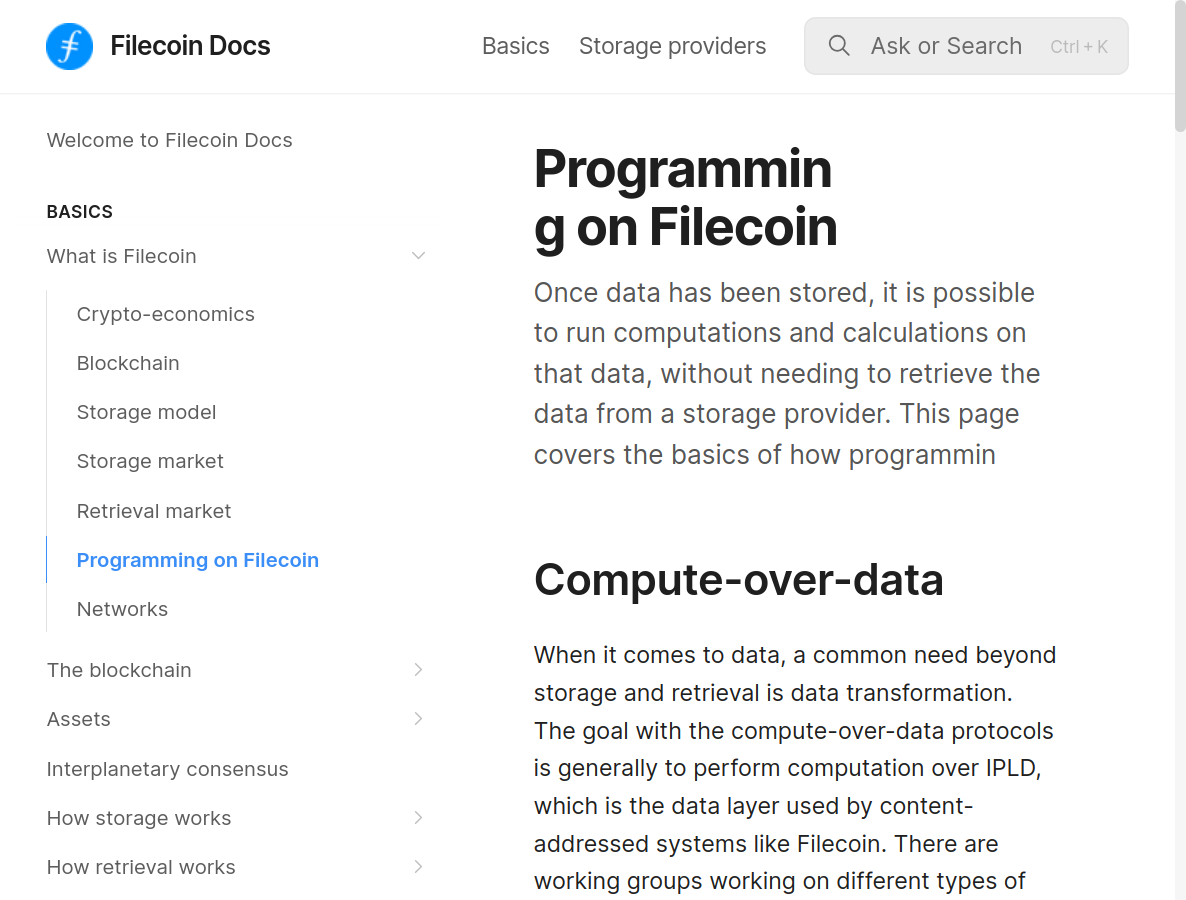 Filecoin Docs
Basics
Storage providers
Ask or Search
Ctrl + K
Welcome to Filecoin Docs
BASICS
What is Filecoin
Crypto-economics
Blockchain
Storage model
Storage market
Retrieval market
Programming on Filecoin
Networks
The blockchain
Assets
Interplanetary consensus
How storage works
How retrieval works
Programmin
g on Filecoin
Once data has been stored, it is possible
to run computations and calculations on
that data, without needing to retrieve the
data from a storage provider. This page
covers the basics of how programmin
Compute-over-data
When it comes to data, a common need beyond
storage and retrieval is data transformation.
The goal with the compute-over-data protocols
is generally to perform computation over IPLD,
which is the data layer used by content-
addressed systems like Filecoin. There are
working groups working on different types of